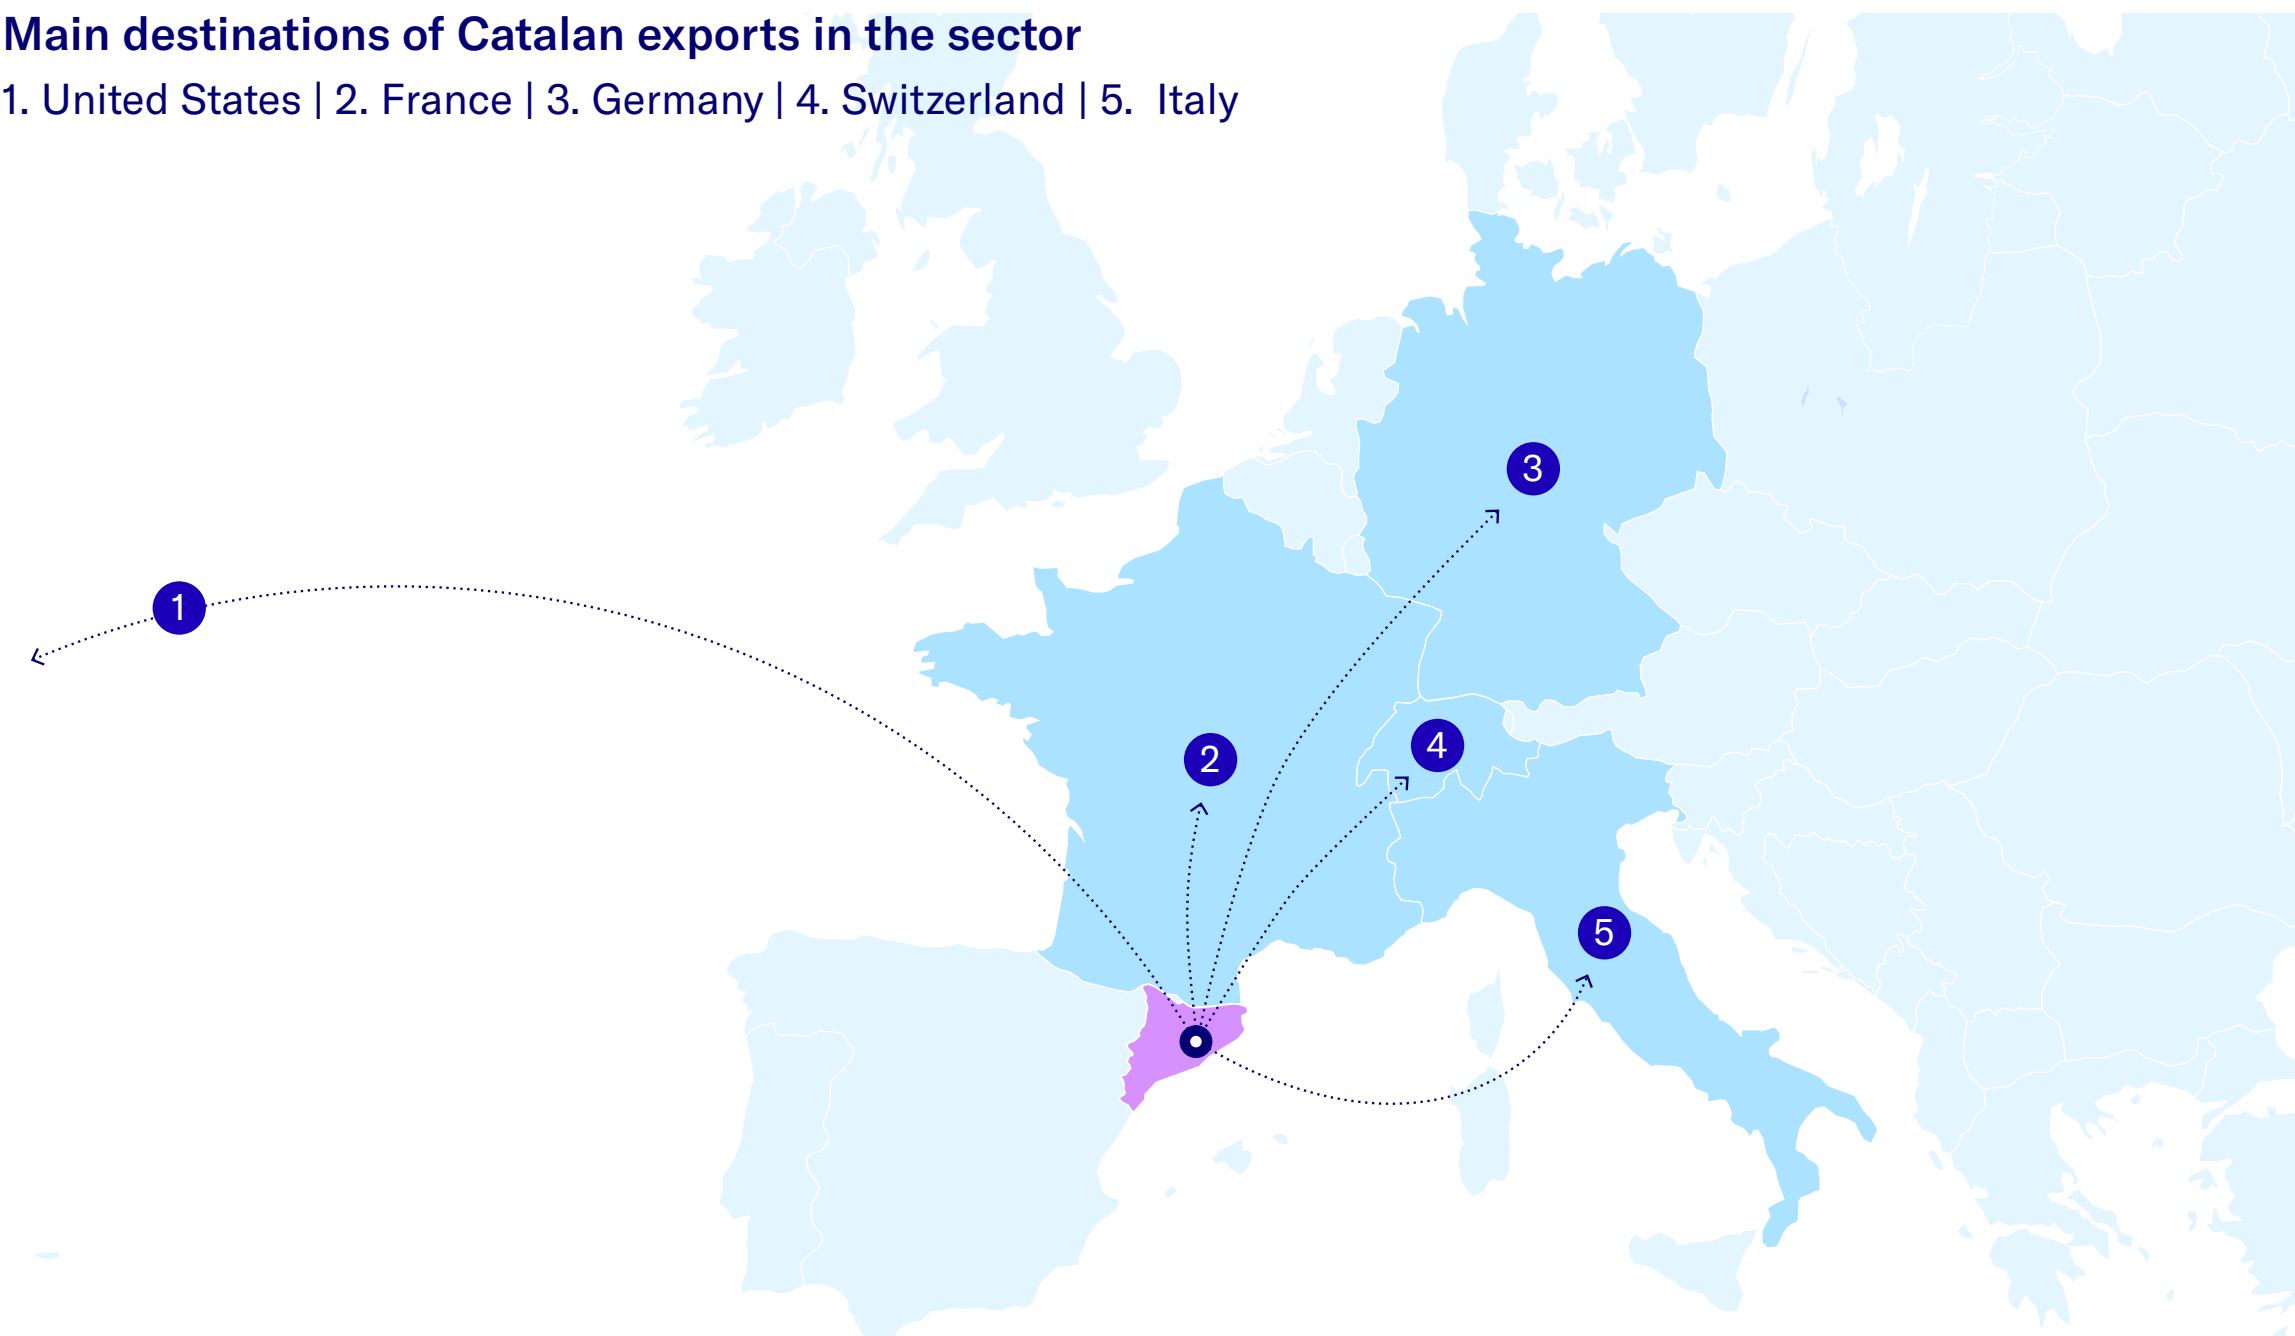 Main destinations of Catalan exports in the sector
1. United States | 2. France | 3. Germany | 4. Switzerland | 5.  Italy
3
1
2
4
5